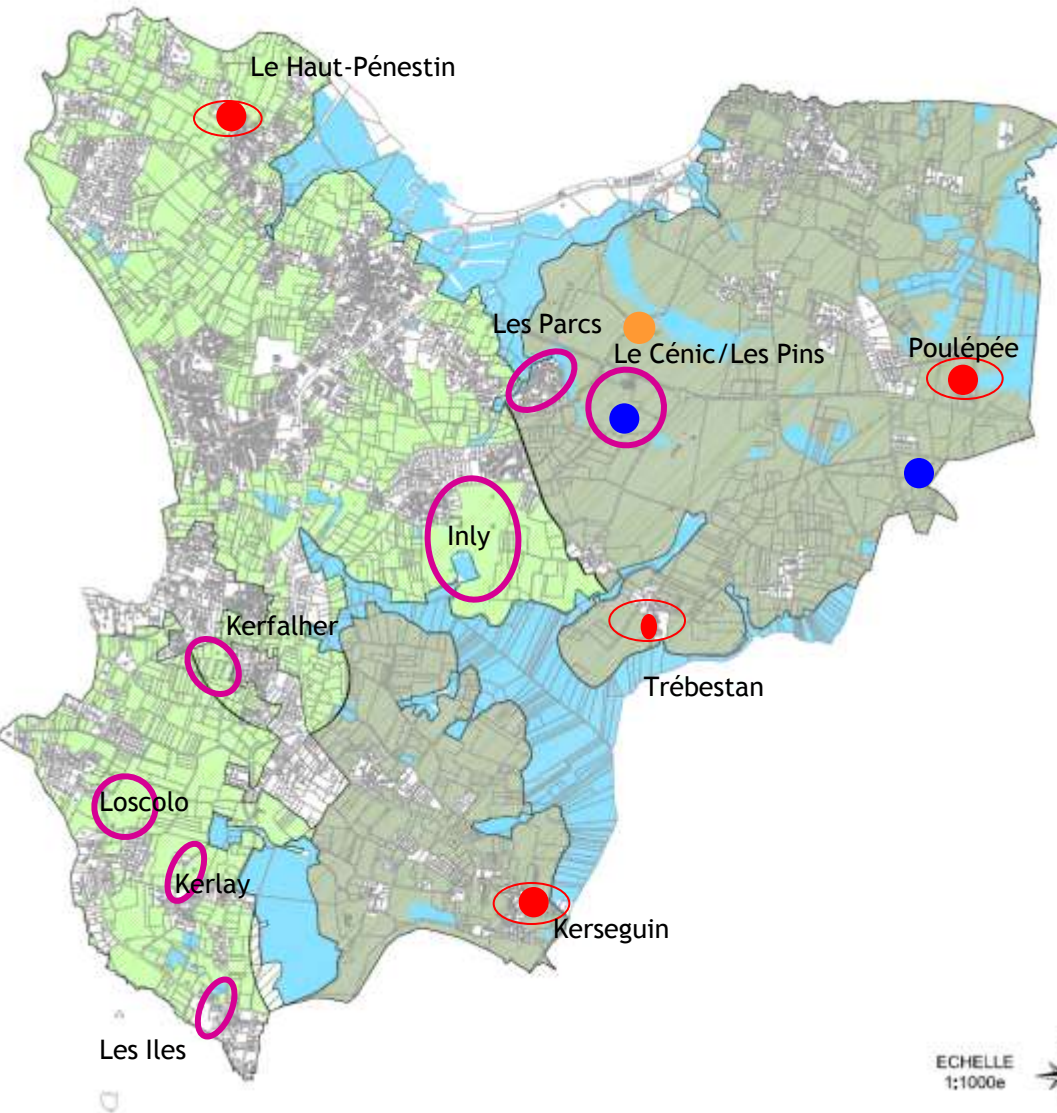 Le Haut-Pénestin
Les Parcs
Le Cénic/Les Pins
Poulépée
Inly
Kerfalher
Trébestan
Loscolo
Kerlay
Kerseguin
Les Iles
ECHELLE
1:1000e